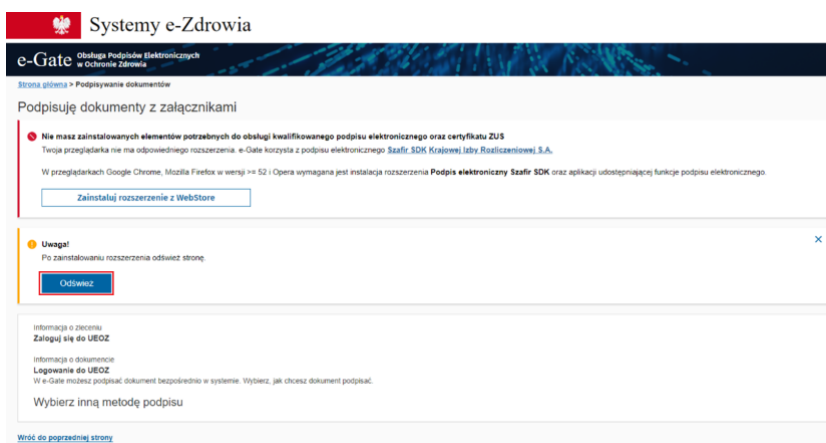 Systemy e-Zdrowia
e-Gate Obsługa Podpisów Elektronicznych
w Ochronie Zdrowia
Strona główna > Podpisywanie dokumentów
Podpisuję dokumenty z załącznikami
Nie masz zainstalowanych elementów potrzebnych do obsługi kwalifikowanego podpisu elektronicznego oraz certyfikatu ZUS
Twoja przeglądarka nie ma odpowiedniego rozszerzenia. e-Gate korzysta z podpisu elektronicznego Szafir SDK Krajowej Izby Rozliczeniowej S.A.
W przeglądarkach Google Chrome, Mozilla Firefox w wersji >= 52 i Opera wymagana jest instalacja rozszerzenia Podpis elektroniczny Szafir SDK oraz aplikacji udostępniającej funkcje podpisu elektronicznego.
Zainstaluj rozszerzenie z WebStore
Uwaga!
Po zainstalowaniu rozszerzenia odśwież stronę.
Odśwież
Informacja o zleceniu
Zaloguj się do UEOZ
Informacja o dokumencie
Logowanie do UEOZ
W e-Gate możesz podpisać dokument bezpośrednio w systemie. Wybierz, jak chcesz dokument podpisać.
Wybierz inną metodę podpisu
Wróć do poprzedniej strony